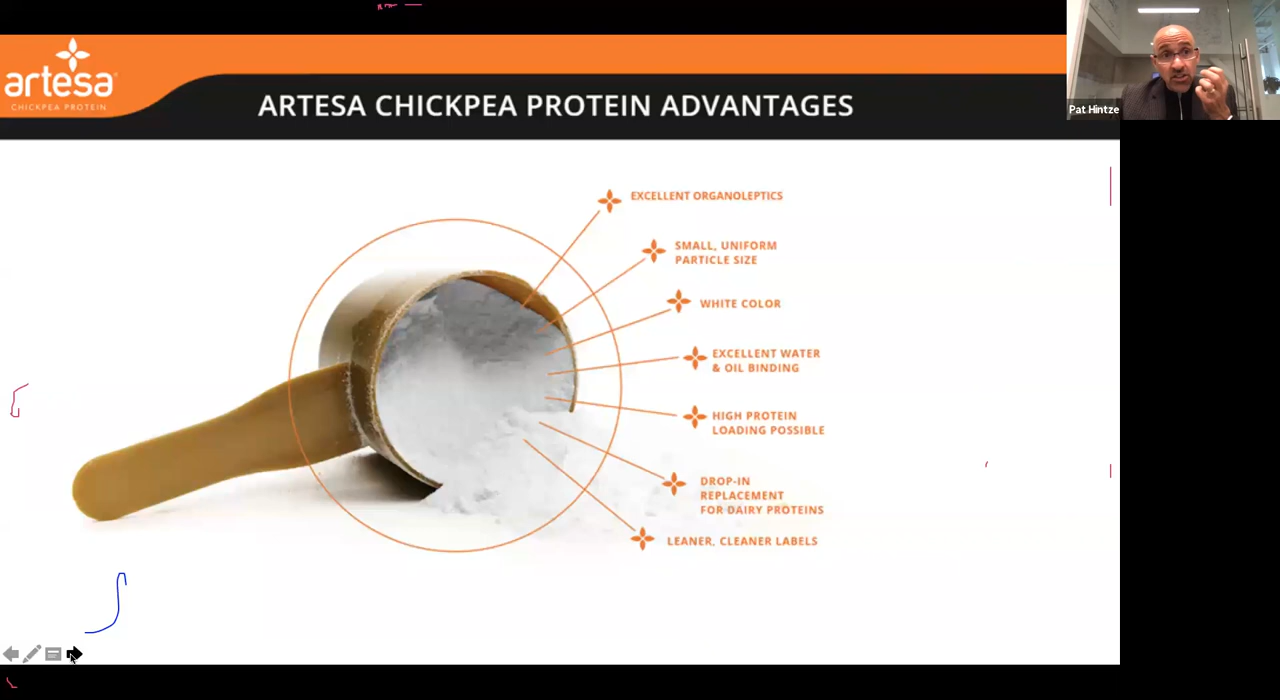 artesa
CHICKPEA PROTEIN
ARTESA CHICKPEA PROTEIN ADVANTAGES
Pat Hintze
EXCELLENT ORGANOLEPTICS
SMALL, UNIFORM
PARTICLE SIZE
WHITE COLOR
EXCELLENT WATER
& OIL BINDING
HIGH PROTEIN
LOADING POSSIBLE
DROP-IN
REPLACEMENT
FOR DAIRY PROTEINS
LEANER, CLEANER LABELS